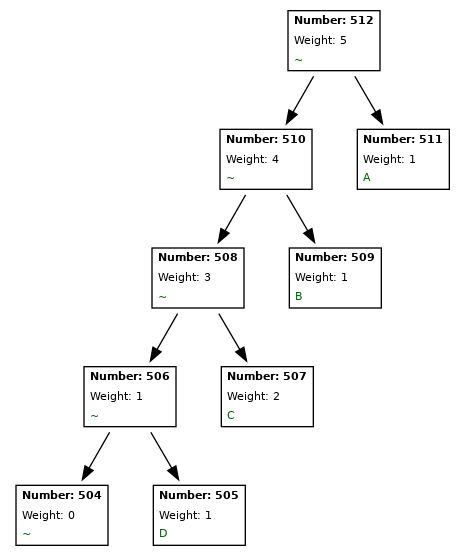 Number: 512
Weight: 5
~
Number: 510
Weight: 4
~
Number: 511
Weight: 1
A
Number: 508
Weight: 3
~
Number: 509
Weight: 1
B
Number: 506
Weight: 1
~
Number: 507
Weight: 2
C
Number: 504
Weight: 0
~
Number: 505
Weight: 1
D